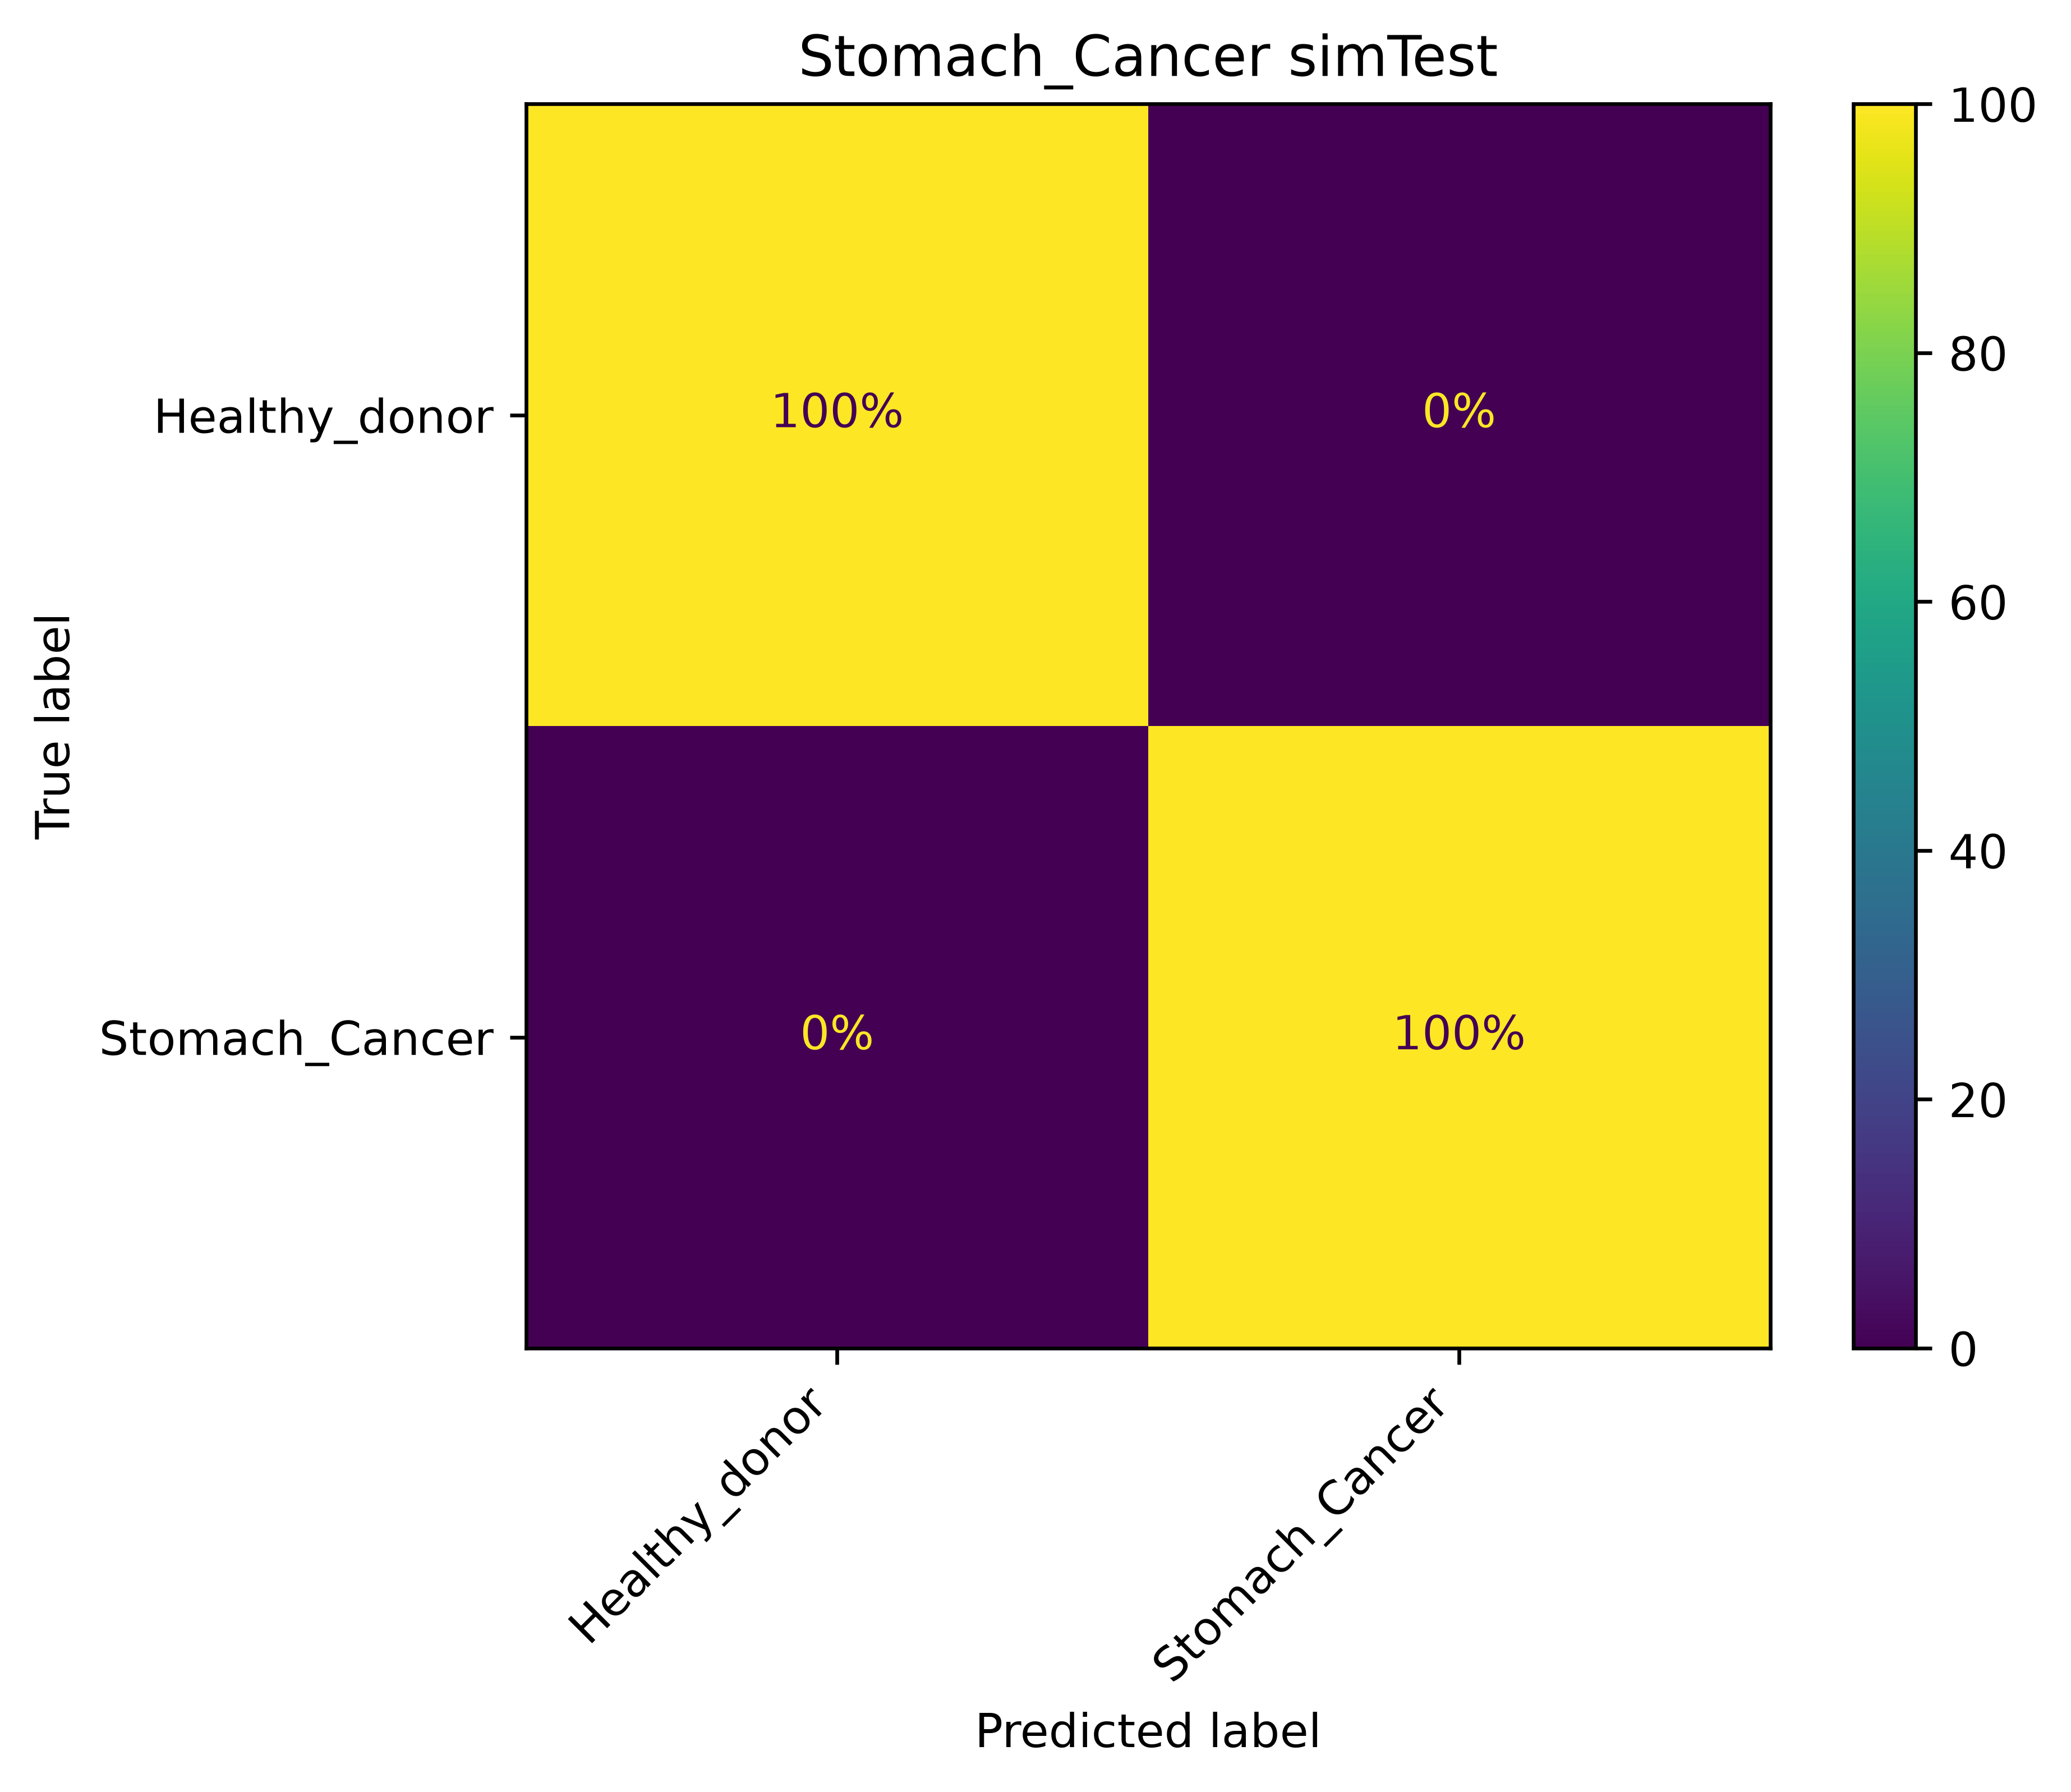 Stomach_Cancer simTest
True label
Healthy_donor
100%
0%
Stomach_Cancer
0%
100%
Healthy_donor
Stomach_Cancer
Predicted label
100
80
60
40
20
0